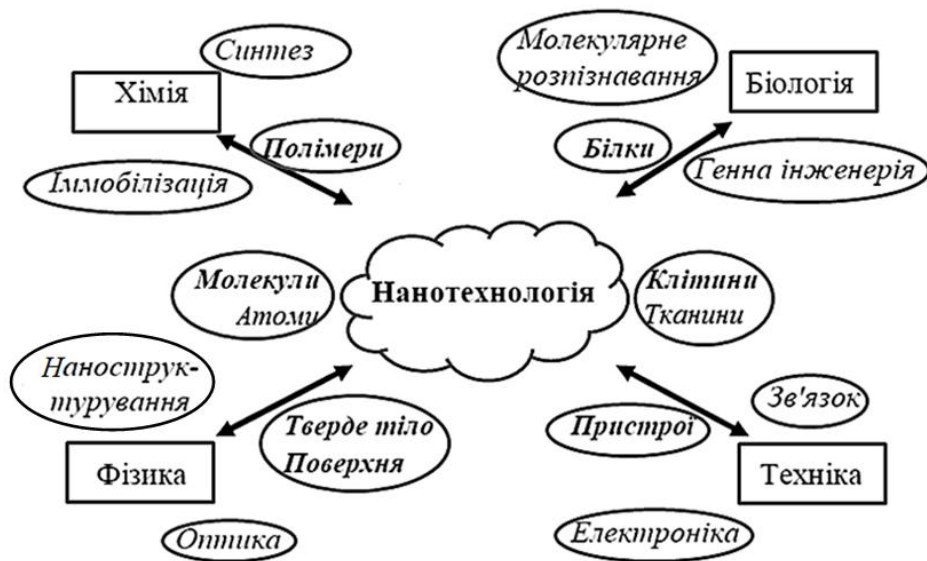 Синтез
Хімія
Полімери
Іммобілізація
Молекулярне
розпізнавання
Біологія
Білки
Генна інженерія
Молекули
Атоми
Нанотехнологія
Клітини
Тканини
Нанострук-
турування
Тверде тіло
Поверхня
Фізика
Оптика
Пристрої
Зв'язок
Техніка
Електроніка